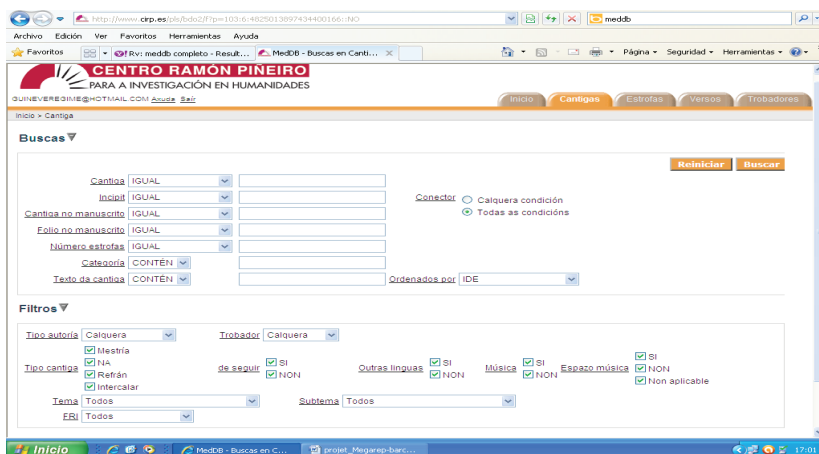 http://www.cirp.es/pls/bdo2/f?p=103:6:4825013897434400166::NO meddb
Archivo Edición Ver Favoritos Herramientas Ayuda
Favoritos Rv: meddb completo - Result... MedDB - Buscas en Canti... Página Seguridad Herramientas
CENTRO RAMÓN PIÑEIRO
PARA A INVESTIGACIÓN EN HUMANIDADES
GUINEVEREGIME@HOTMAIL.COM Axuda Saír
Inicio Cantigas Estrofas Versos Trobadores
Inicio > Cantiga
Buscas
Reiniciar Buscar
Cantiga IGUAL
Incipit IGUAL Conector Calquera condición
Cantiga no manuscrito IGUAL Todas as condicións
Folio no manuscrito IGUAL
Número estrofas IGUAL
Categoría CONTÉN
Texto da cantiga CONTÉN Ordenados por IDE
Filtros
Tipo autoría Calquera Trobador Calquera
Tipo cantiga Mestría NA Refrán Intercalar de seguir SI NON Outras linguas SI NON Música SI NON Espazo música SI NON Non aplicable
Tema Todos Subtema Todos
FRI Todos
Inicio MedDB - Buscas en C... projet_Megarep-barc... 17:01